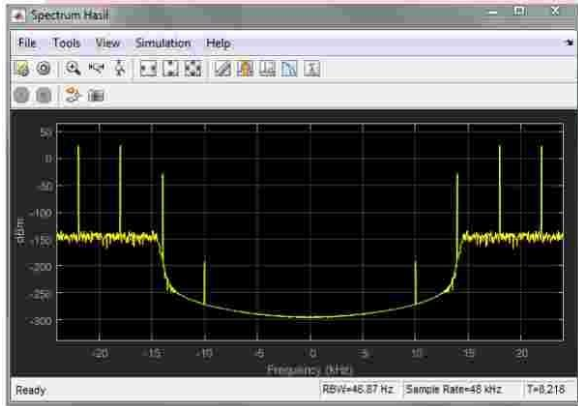 Spectrum Hasil
File Tools View Simulation Help
50
0
-50
-100
-150
-200
-250
-300
dBm
-20 -15 -10 -5 0 5 10 15 20
Frequency (kHz)
Ready RBW=46.87 Hz Sample Rate=48 kHz T=8,218